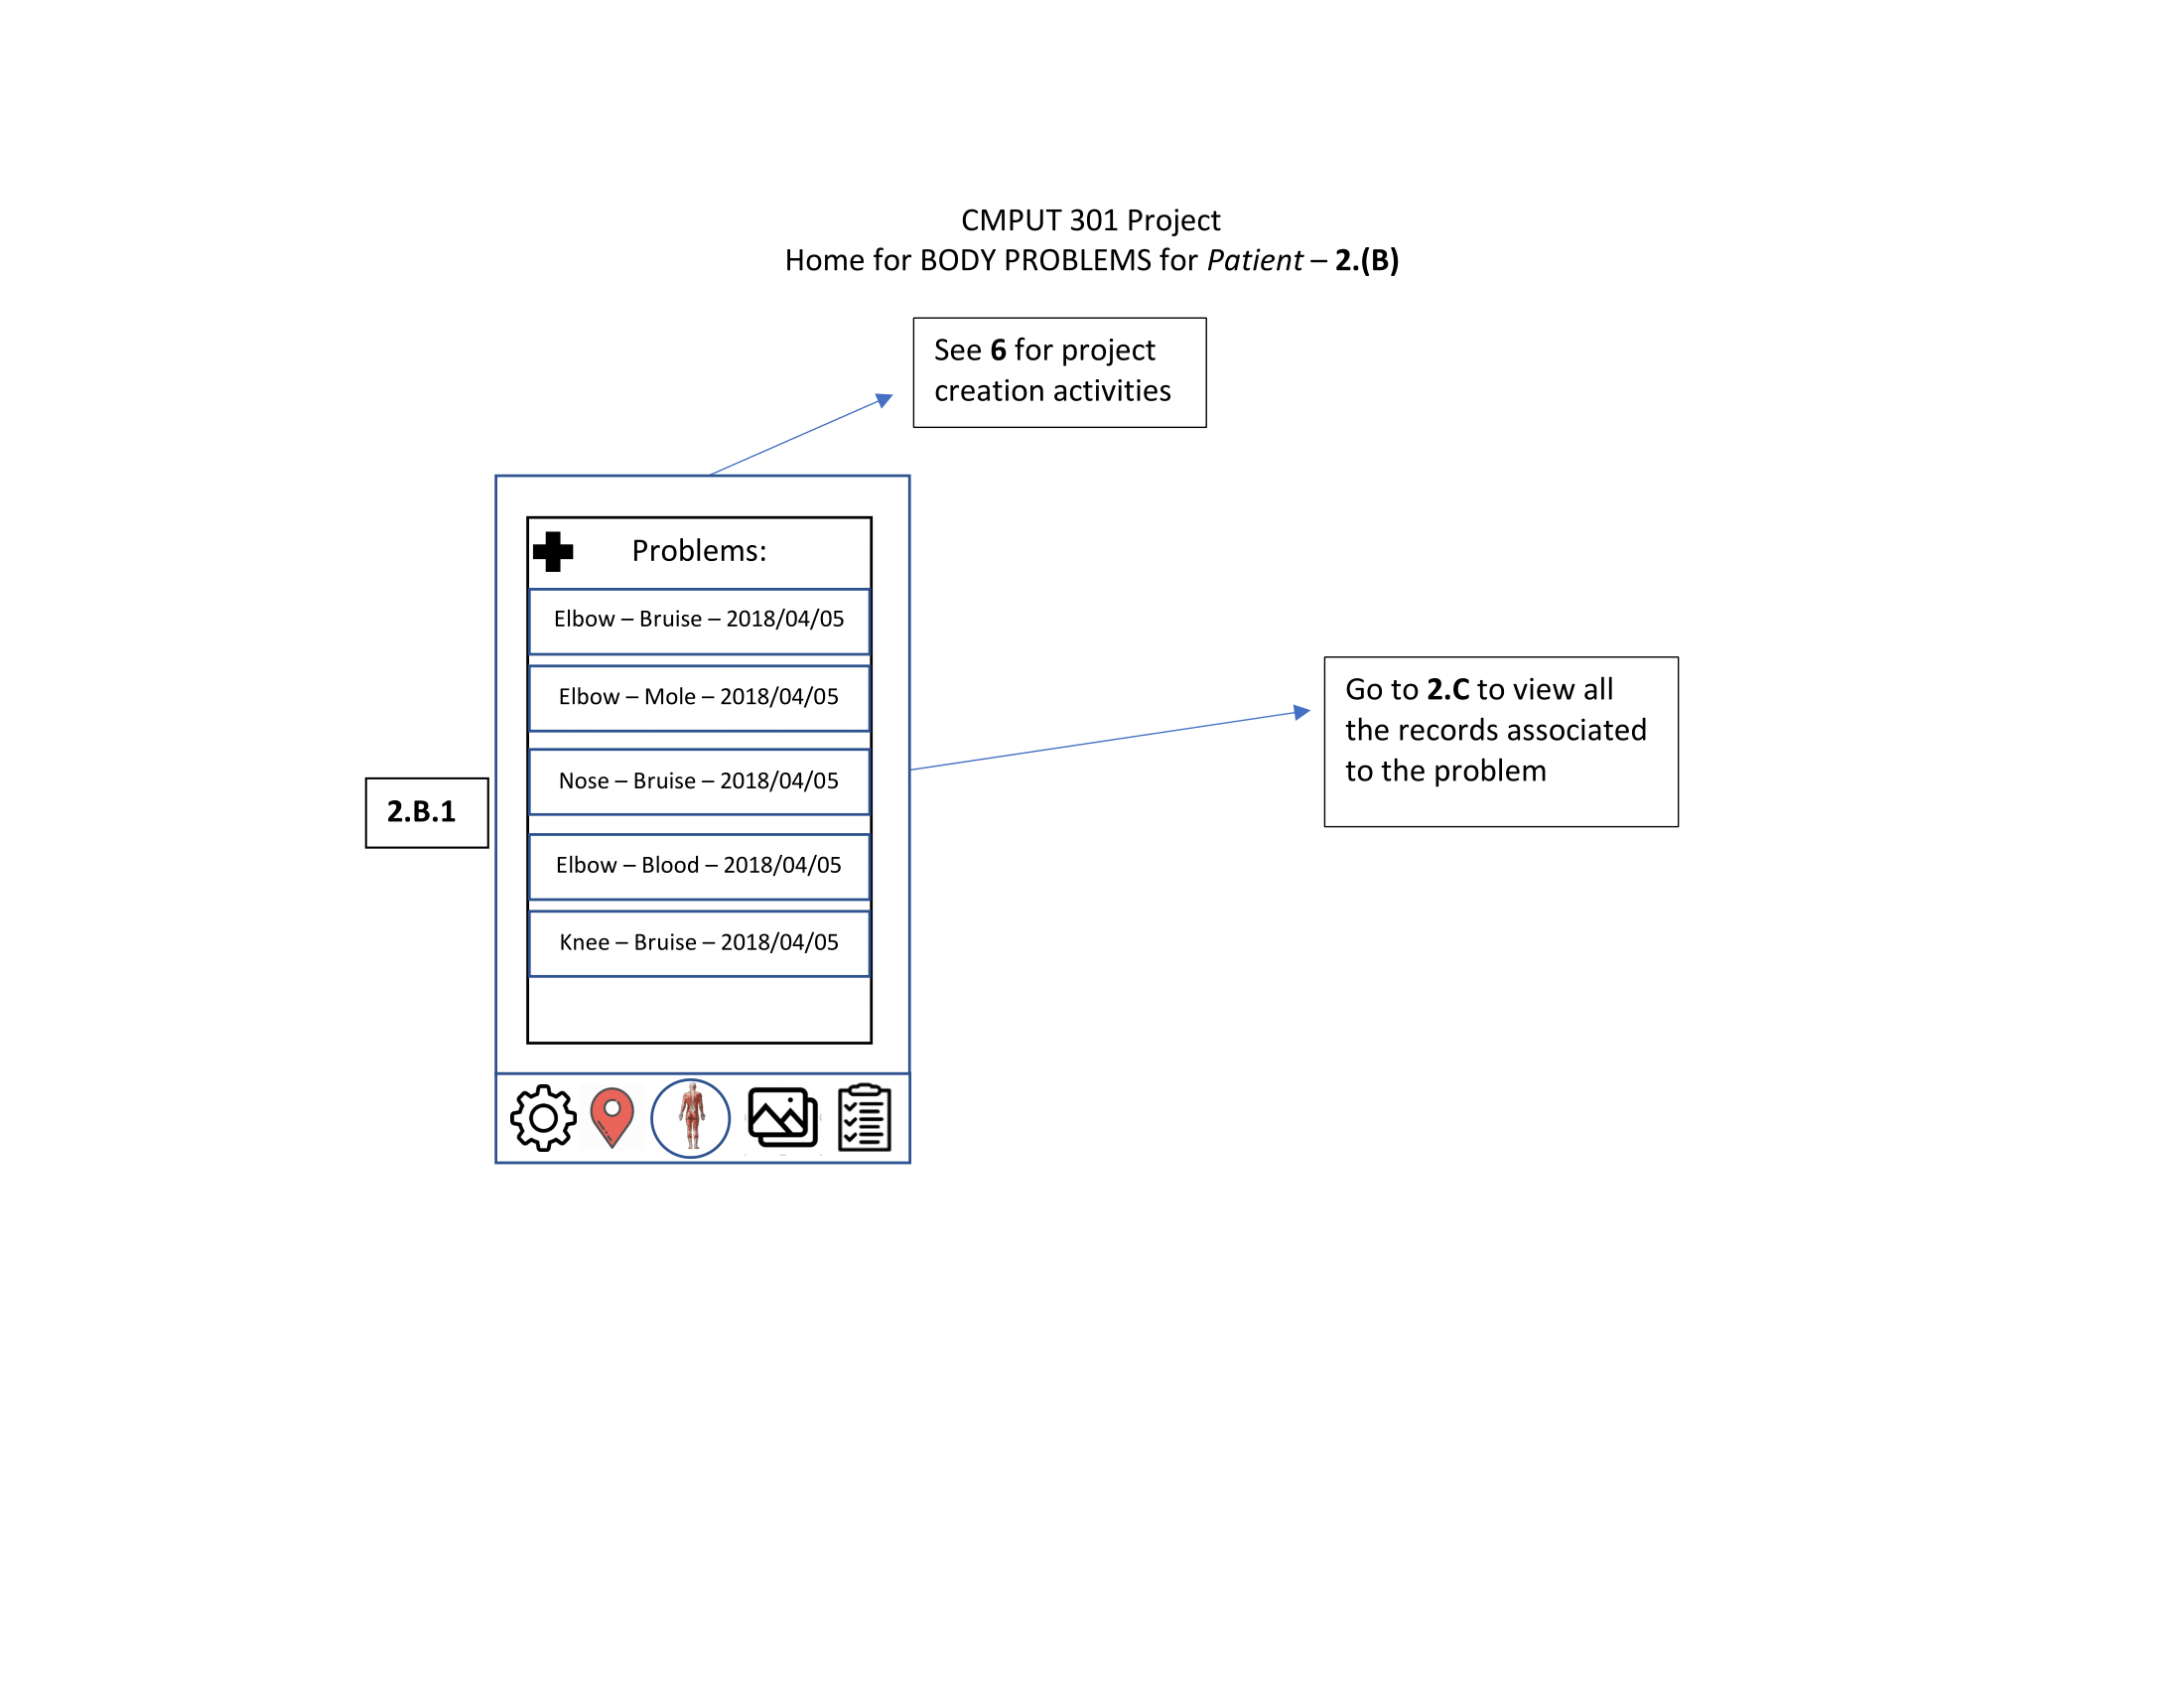 CMPUT 301 Project
Home for BODY PROBLEMS for Patient – 2.(B)
See 6 for project
creation activities
Problems:
Elbow – Bruise – 2018/04/05
Elbow – Mole – 2018/04/05
Nose – Bruise – 2018/04/05
Elbow – Blood – 2018/04/05
Knee – Bruise – 2018/04/05
2.B.1
Go to 2.C to view all
the records associated
to the problem